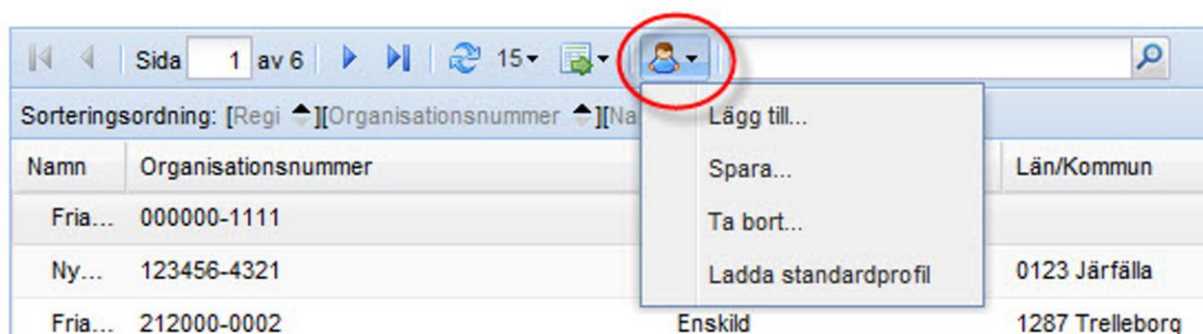 Sida 1 av 6 15
Sorteringsordning: [Regi ][Organisationsnummer ][Na
Lägg till...
Spara...
Ta bort...
Ladda standardprofil
Namn Organisationsnummer Län/Kommun
Fria... 000000-1111
Ny... 123456-4321 0123 Järfälla
Fria... 212000-0002 Enskild 1287 Trelleborg